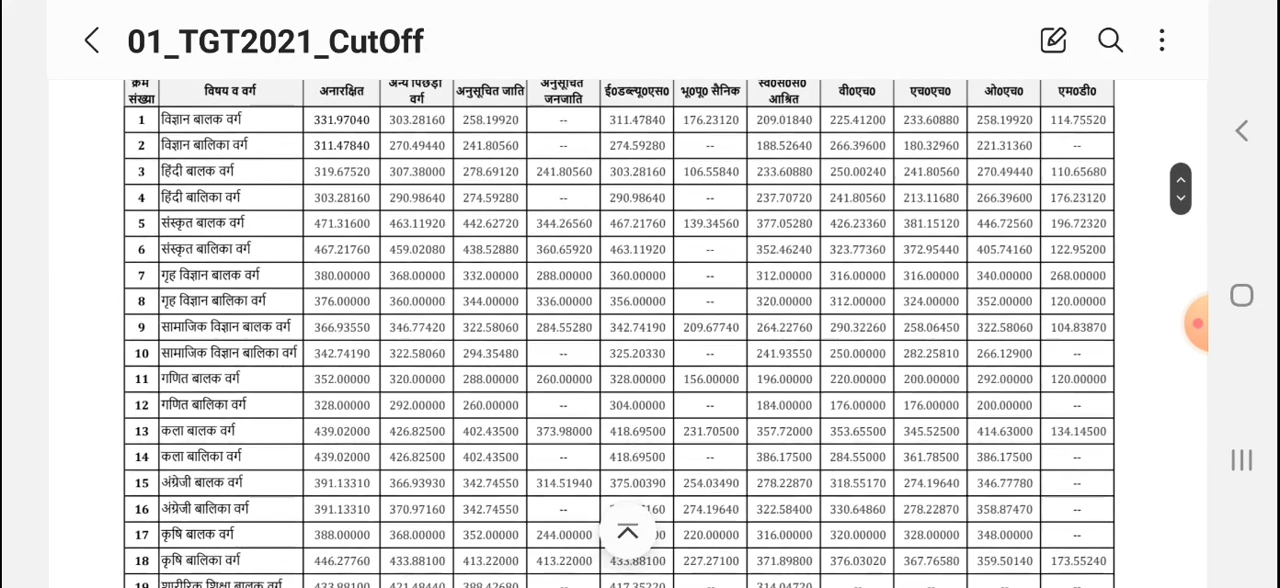 01_TGT2021_CutOff
क्रम संख्या विषय व वर्ग अनारक्षित अन्य पिछड़ा वर्ग अनुसूचित जाति अनुसूचित जनजाति ई०डब्ल्यू०एस० भू०पू० सैनिक स्व०स०से० आश्रित वी०एच० एच०एच० ओ०एच० एम०डी०
1 विज्ञान बालक वर्ग 331.97040 303.28160 258.19920 -- 311.47840 176.23120 209.01840 225.41200 233.60880 258.19920 114.75520
2 विज्ञान बालिका वर्ग 311.47840 270.49440 241.80560 -- 274.59280 -- 188.52640 266.39600 180.32960 221.31360 --
3 हिंदी बालक वर्ग 319.67520 307.38000 278.69120 241.80560 303.28160 106.55840 233.60880 250.00240 241.80560 270.49440 110.65680
4 हिंदी बालिका वर्ग 303.28160 290.98640 274.59280 -- 290.98640 -- 237.70720 241.80560 213.11680 266.39600 176.23120
5 संस्कृत बालक वर्ग 471.31600 463.11920 442.62720 344.26560 467.21760 139.34560 377.05280 426.23360 381.15120 446.72560 196.72320
6 संस्कृत बालिका वर्ग 467.21760 459.02080 438.52880 360.65920 463.11920 -- 352.46240 323.77360 372.95440 405.74160 122.95200
7 गृह विज्ञान बालक वर्ग 380.00000 368.00000 332.00000 288.00000 360.00000 -- 312.00000 316.00000 316.00000 340.00000 268.00000
8 गृह विज्ञान बालिका वर्ग 376.00000 360.00000 344.00000 336.00000 356.00000 -- 320.00000 312.00000 324.00000 352.00000 120.00000
9 सामाजिक विज्ञान बालक वर्ग 366.93550 346.77420 322.58060 284.55280 342.74190 209.67740 264.22760 290.32260 258.06450 322.58060 104.83870
10 सामाजिक विज्ञान बालिका वर्ग 342.74190 322.58060 294.35480 -- 325.20330 -- 241.93550 250.00000 282.25810 266.12900 --
11 गणित बालक वर्ग 352.00000 320.00000 288.00000 260.00000 328.00000 156.00000 196.00000 220.00000 200.00000 292.00000 120.00000
12 गणित बालिका वर्ग 328.00000 292.00000 260.00000 -- 304.00000 -- 184.00000 176.00000 176.00000 200.00000 --
13 कला बालक वर्ग 439.02000 426.82500 402.43500 373.98000 418.69500 231.70500 357.72000 353.65500 345.52500 414.63000 134.14500
14 कला बालिका वर्ग 439.02000 426.82500 402.43500 -- 418.69500 -- 386.17500 284.55000 361.78500 386.17500 --
15 अंग्रेजी बालक वर्ग 391.13310 366.93930 342.74550 314.51940 375.00390 254.03490 278.22870 318.55170 274.19640 346.77780 --
16 अंग्रेजी बालिका वर्ग 391.13310 370.97160 342.74550 -- 274.19640 322.58400 330.64860 278.22870 358.87470 --
17 कृषि बालक वर्ग 388.00000 368.00000 352.00000 244.00000 220.00000 316.00000 320.00000 328.00000 348.00000 --
18 कृषि बालिका वर्ग 446.27760 433.88100 413.22000 413.22000 433.88100 227.27100 371.89800 376.03020 367.76580 359.50140 173.55240
19 शारीरिक शिक्षा बालक वर्ग 433.88100 421.48440 388.42680 417.35220 314.04720